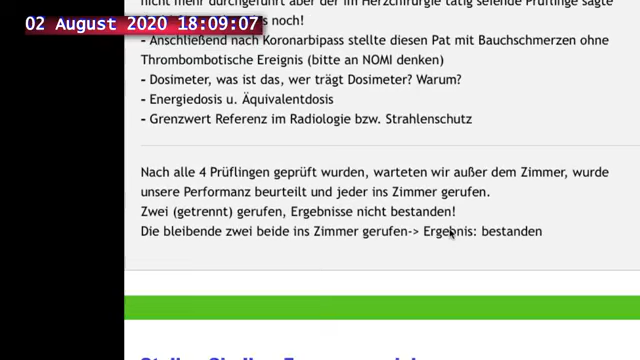 nicht mehr durchgeführt aber der im Herzchirurgie tätig seiende Prüflinge sagte
02 August 2020 18:09:07
noch!
- Anschließend nach Koronarbipass stellte diesen Pat mit Bauchschmerzen ohne
Thrombombotische Ereignis (bitte an NOMI denken)
- Dosimeter, was ist das, wer trägt Dosimeter? Warum?
- Energiedosis u. Äquivalentdosis
- Grenzwert Referenz im Radiologie bzw. Strahlenschutz
Nach alle 4 Prüflingen geprüft wurden, warteten wir außer dem Zimmer, wurde
unsere Performanz beurteilt und jeder ins Zimmer gerufen.
Zwei (getrennt) gerufen, Ergebnisse nicht bestanden!
Die bleibende zwei beide ins Zimmer gerufen-> Ergebnis: bestanden